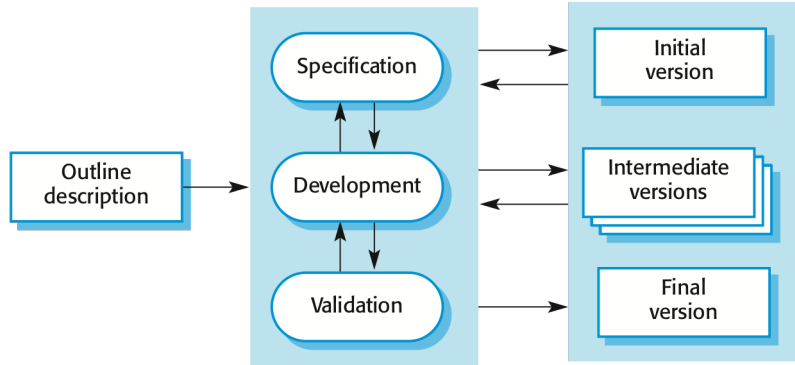 Outline
description
Specification
Development
Validation
Initial
version
Intermediate
versions
Final
version